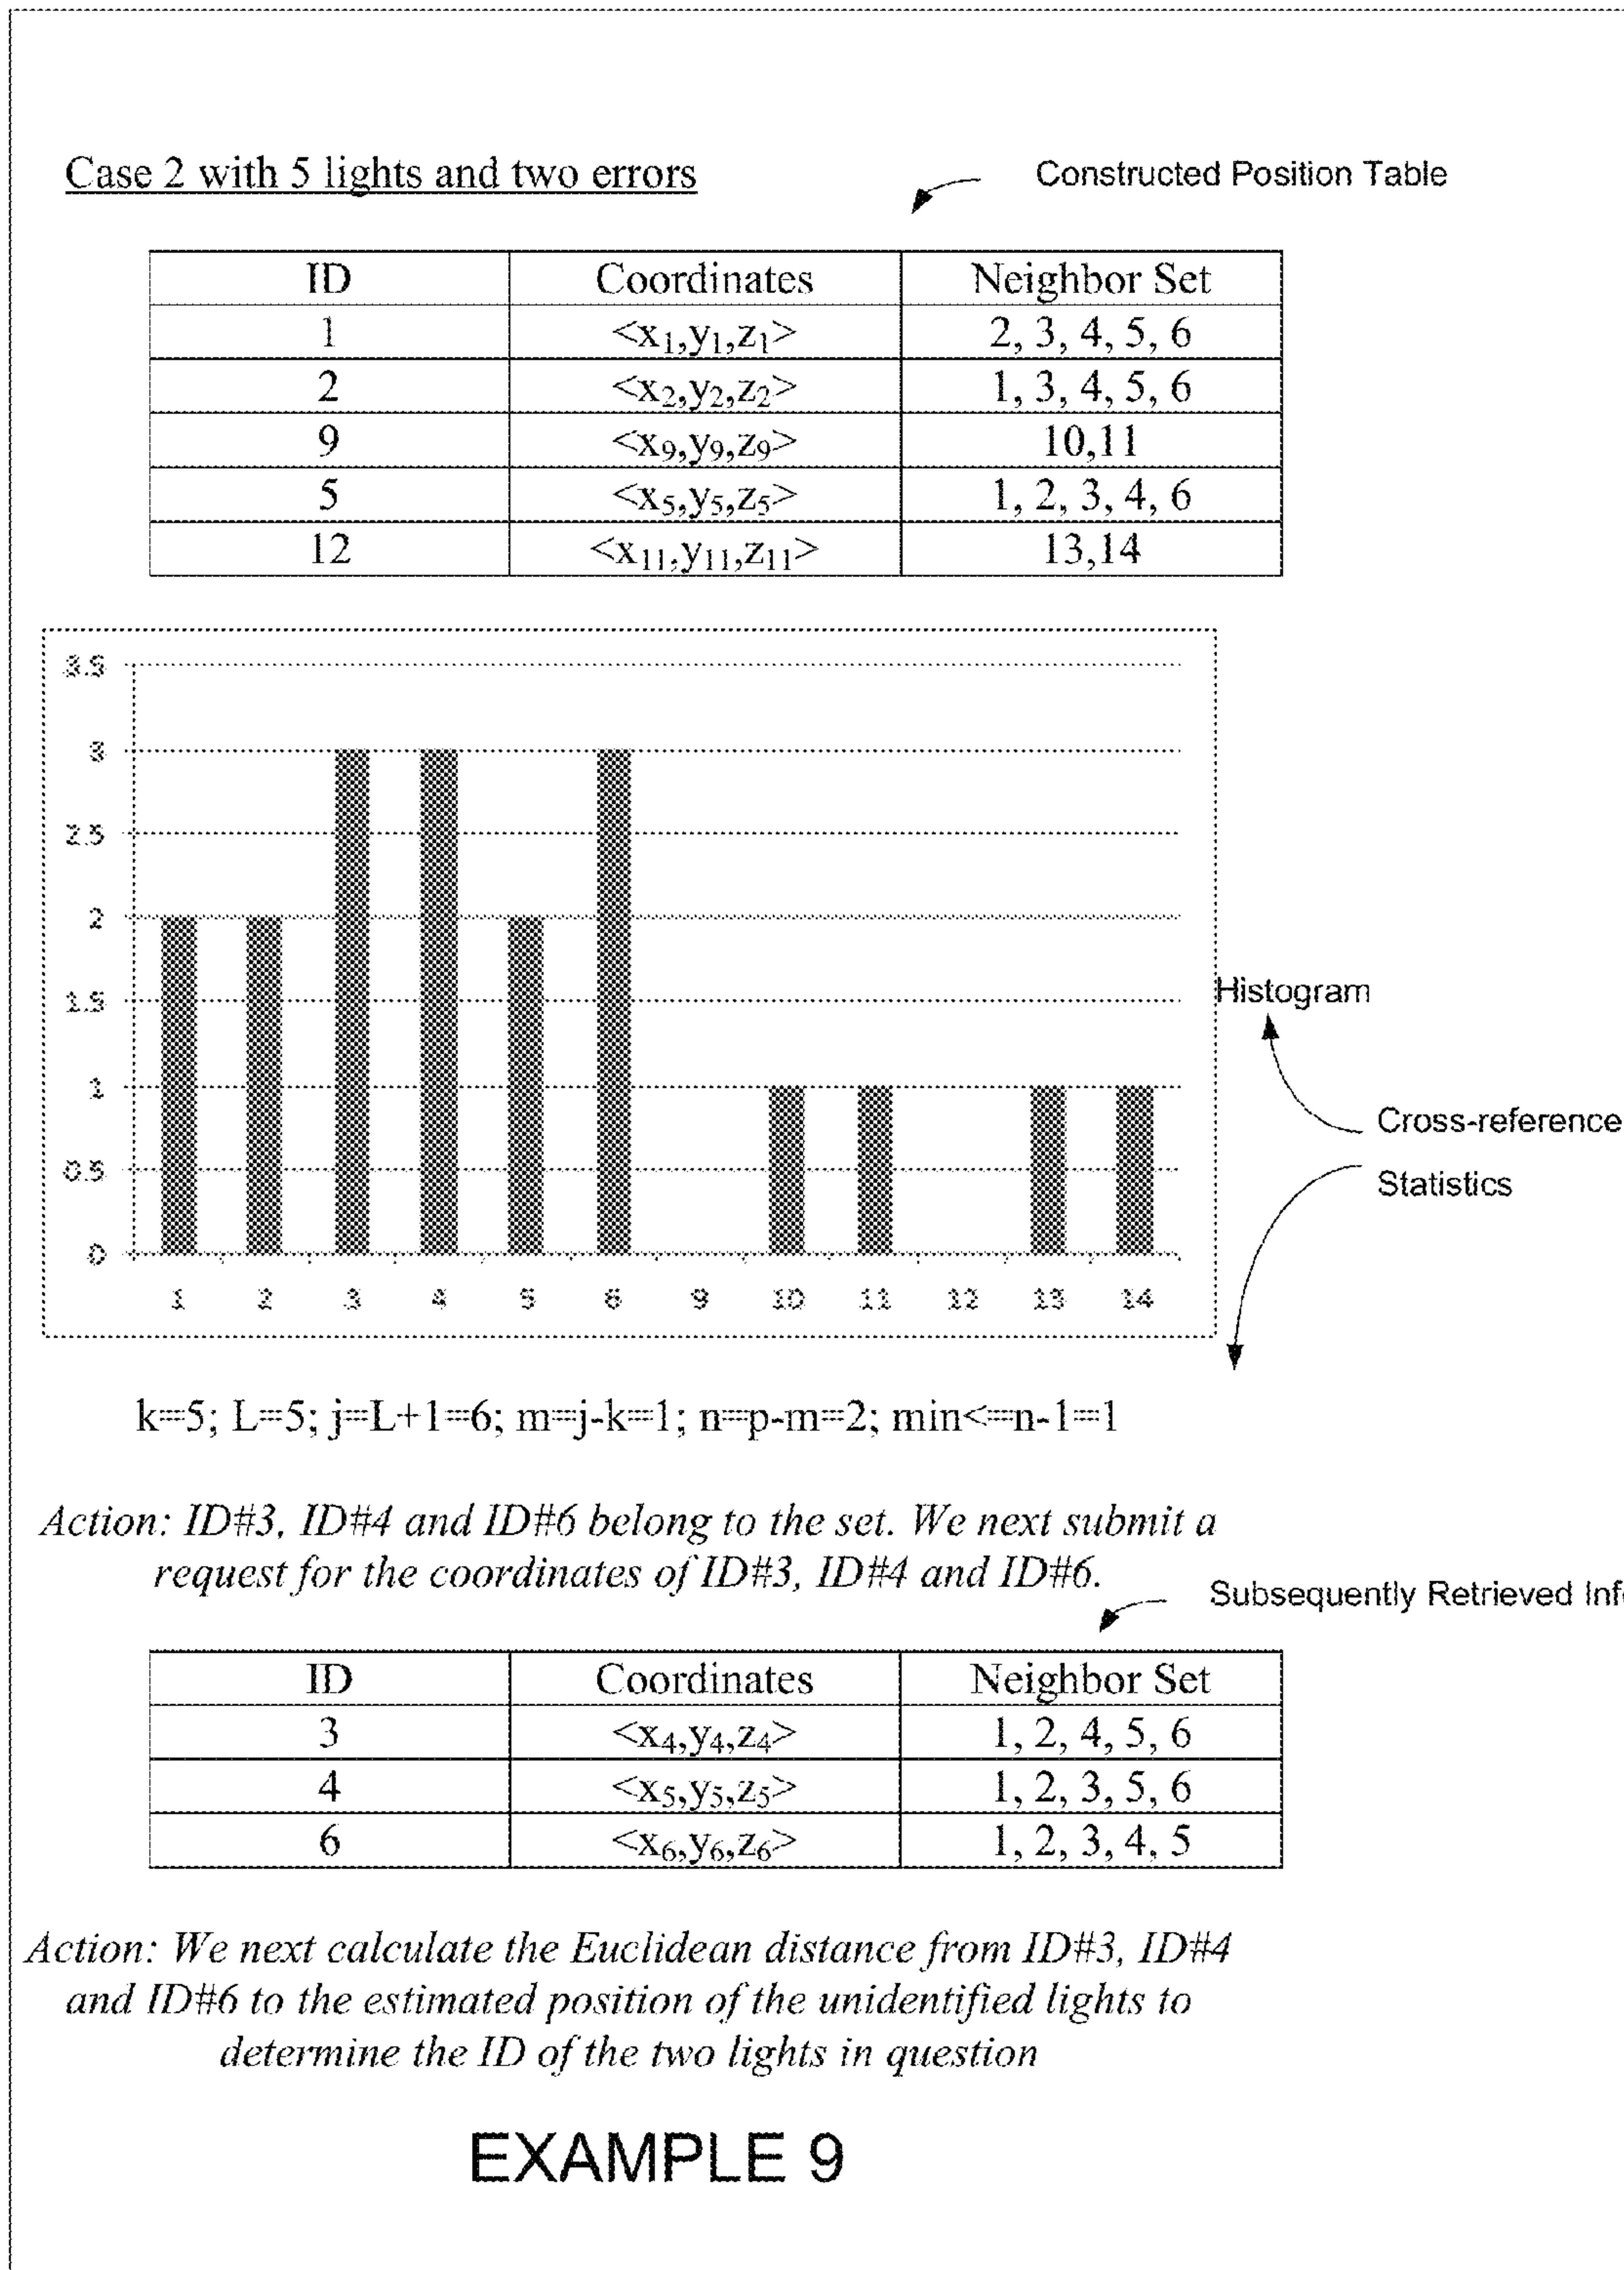 Case 2 with 5 lights and two errors
Constructed Position Table
ID Coordinates Neighbor Set
1 <x1,y1,z1> 2, 3, 4, 5, 6
2 <x2,y2,z2> 1, 3, 4, 5, 6
9 <x9,y9,z9> 10,11
5 <x5,y5,z5> 1, 2, 3, 4, 6
12 <x11,y11,z11> 13,14
3.5
3
2.5
2
1.5
1
0.5
0
1 2 3 4 5 6 9 10 11 12 13 14
Histogram
Cross-reference
Statistics
k=5; L=5; j=L+1=6; m=j-k=1; n=p-m=2; min<=n-1=1
Action: ID#3, ID#4 and ID#6 belong to the set. We next submit a
request for the coordinates of ID#3, ID#4 and ID#6.
Subsequently Retrieved
ID Coordinates Neighbor Set
3 <x4,y4,z4> 1, 2, 4, 5, 6
4 <x5,y5,z5> 1, 2, 3, 5, 6
6 <x6,y6,z6> 1, 2, 3, 4, 5
Action: We next calculate the Euclidean distance from ID#3, ID#4
and ID#6 to the estimated position of the unidentified lights to
determine the ID of the two lights in question
EXAMPLE 9